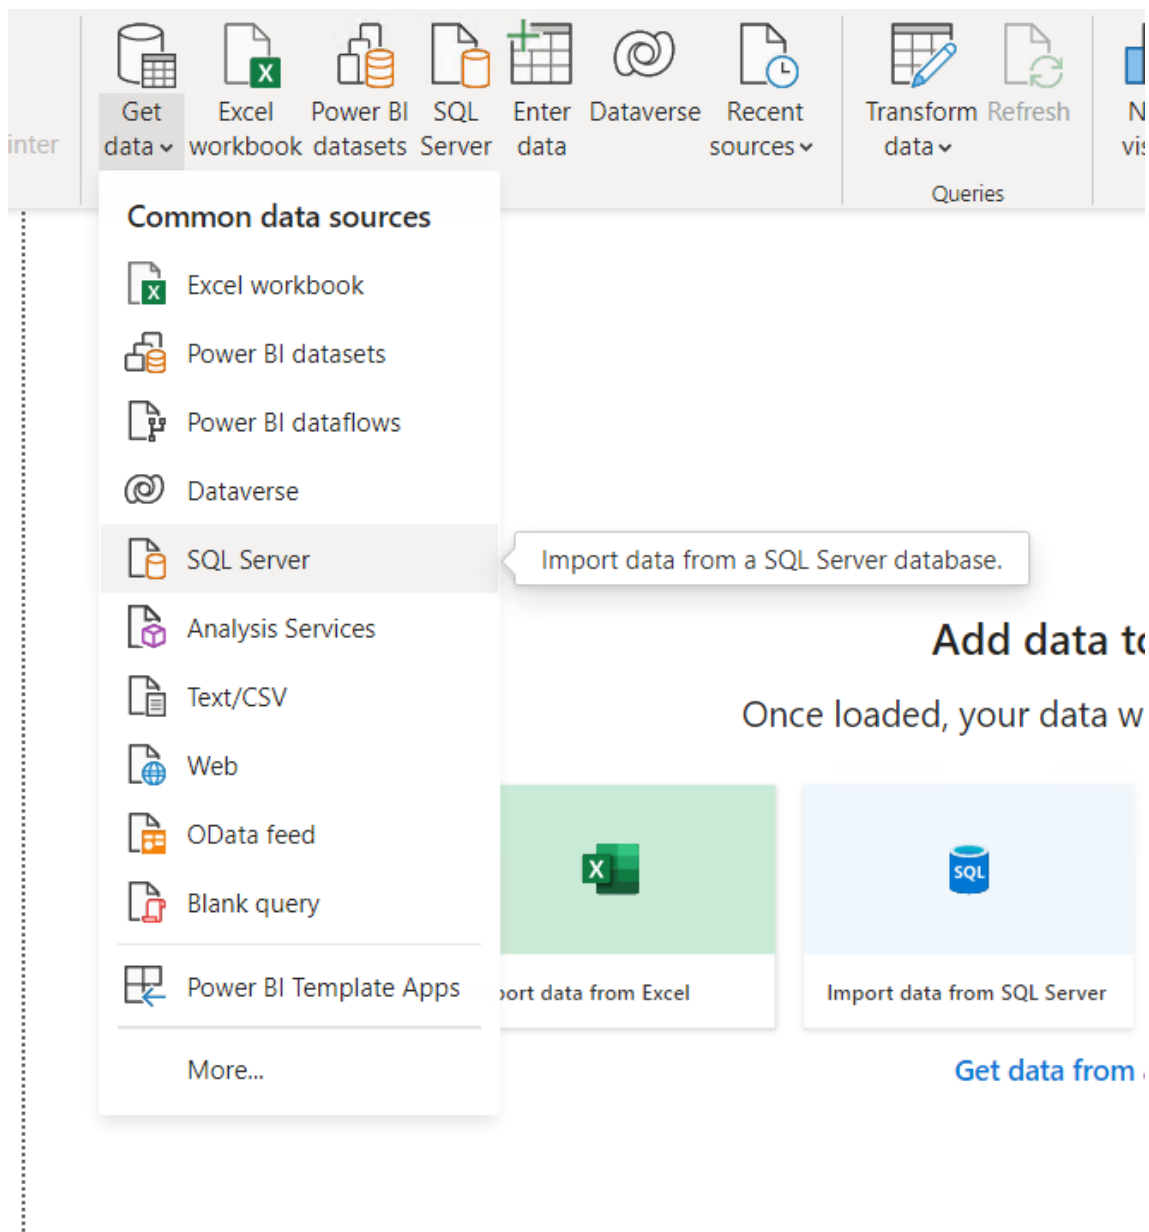 Get data
Excel workbook
Power BI datasets
SQL Server
Enter data
Dataverse
Recent sources
Transform data
Refresh
Queries
Common data sources
Excel workbook
Power BI datasets
Power BI dataflows
Dataverse
SQL Server
Import data from a SQL Server database.
Analysis Services
Text/CSV
Web
OData feed
Blank query
Power BI Template Apps
More...
Add data to
Once loaded, your data w
X
SQL
port data from Excel
Import data from SQL Server
Get data from